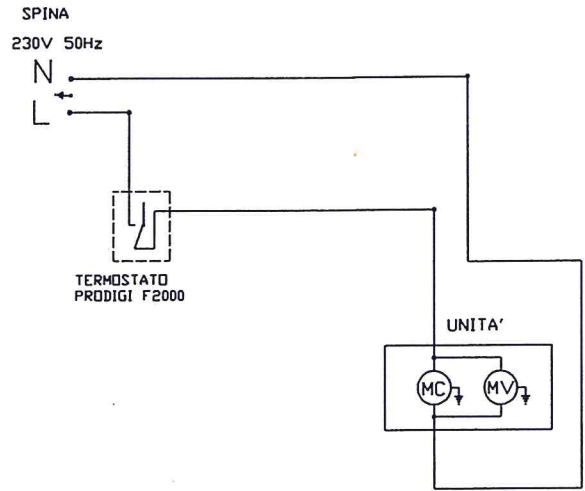 SPINA
230V 50Hz
N
L
TERMOSTATO
PRODIGI F2000
UNITA'
MC
MV